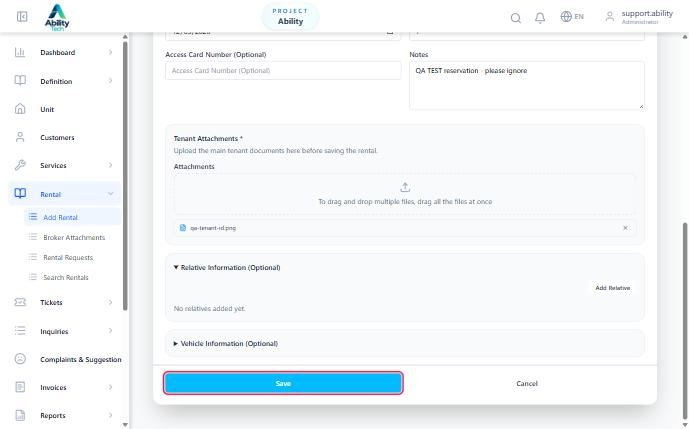 Ability
Tech
PROJECT
Ability
EN
support.ability
Administrator
Dashboard
Definition
Unit
Customers
Services
Rental
Add Rental
Broker Attachments
Rental Requests
Search Rentals
Tickets
Inquiries
Complaints & Suggestion
Invoices
Reports
Access Card Number (Optional)
Access Card Number (Optional)
Notes
QA TEST reservation - please ignore
Tenant Attachments *
Upload the main tenant documents here before saving the rental.
Attachments
To drag and drop multiple files, drag all the files at once
qa-tenant-id.png
Relative Information (Optional)
Add Relative
No relatives added yet.
Vehicle Information (Optional)
Save
Cancel